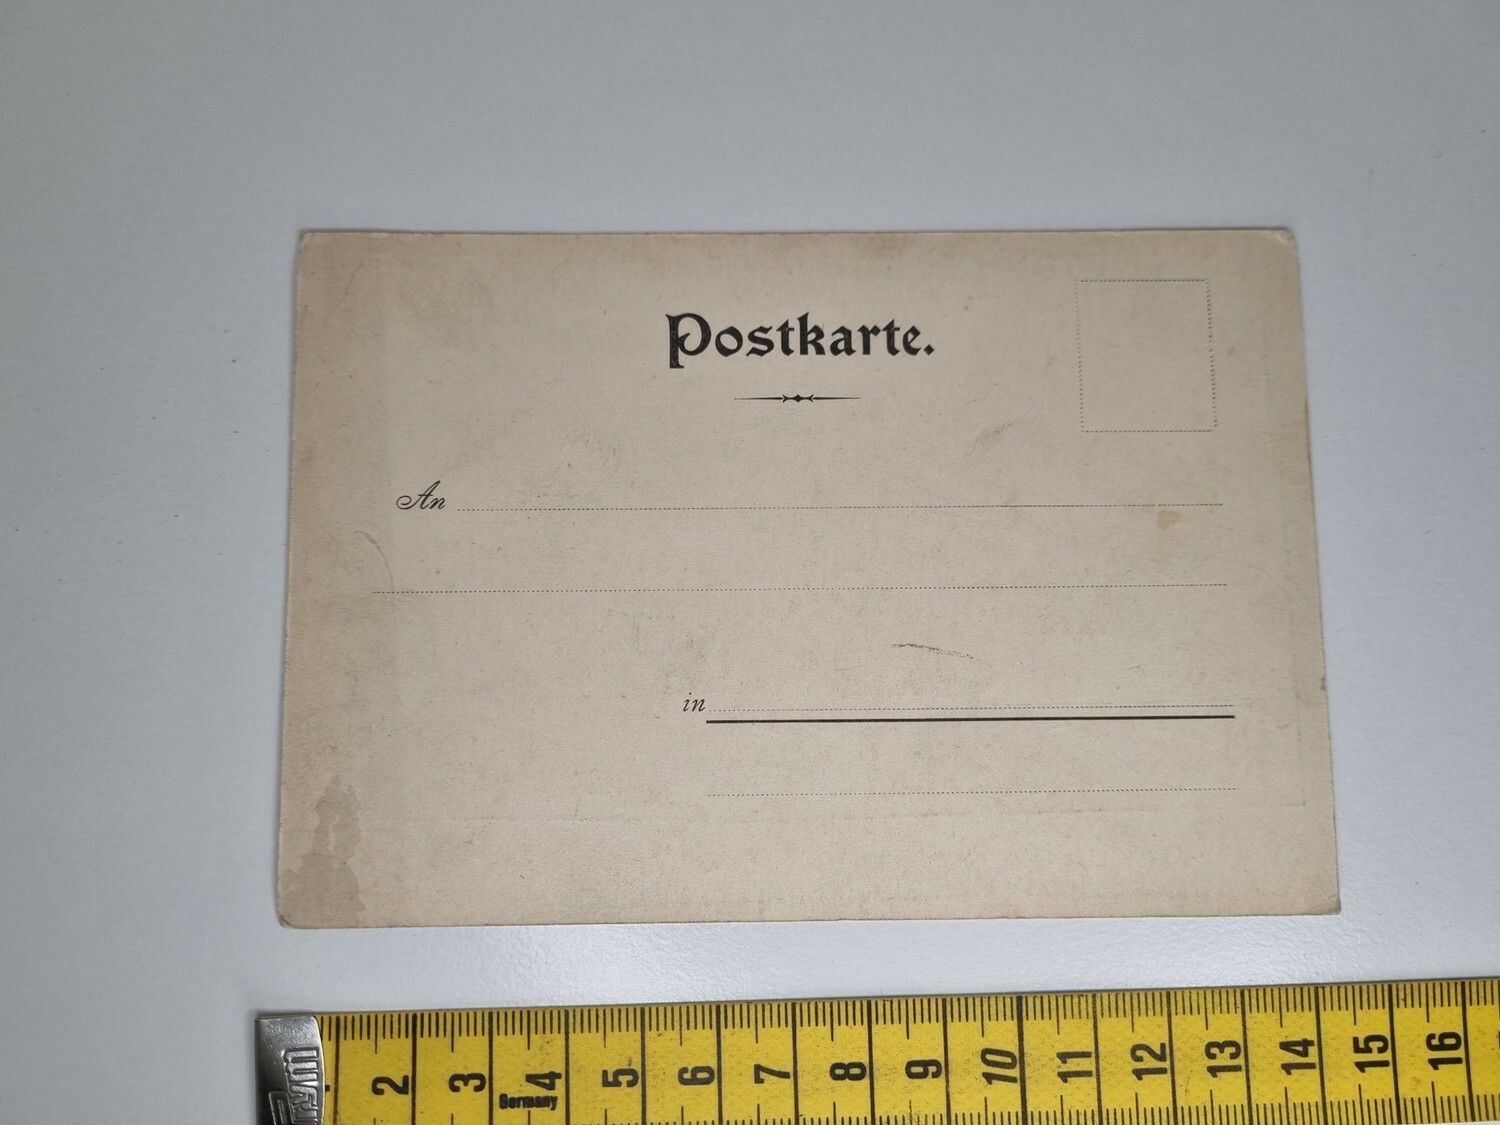 Postkarte.
An
in
2 3 4 5 6 7 8 9 10 11 12 13 14 15 16
Germany